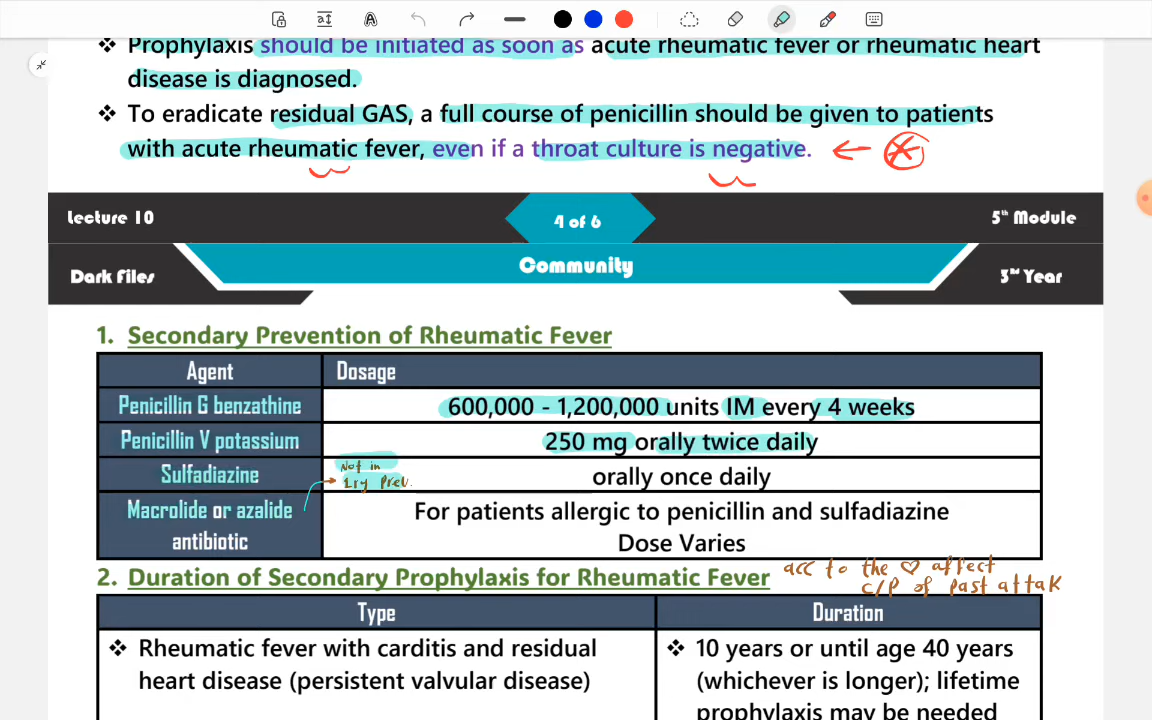 ❖ Prophylaxis should be initiated as soon as acute rheumatic fever or rheumatic heart
disease is diagnosed.
❖ To eradicate residual GAS, a full course of penicillin should be given to patients
with acute rheumatic fever, even if a throat culture is negative.
Lecture 10
4 of 6
5th Module
Dark Files
Community
3rd Year
1. Secondary Prevention of Rheumatic Fever
Agent
Dosage
Penicillin G benzathine
600,000 - 1,200,000 units IM every 4 weeks
Penicillin V potassium
250 mg orally twice daily
Sulfadiazine
Not in
1ry Prev.
orally once daily
Macrolide or azalide
antibiotic
For patients allergic to penicillin and sulfadiazine
Dose Varies
2. Duration of Secondary Prophylaxis for Rheumatic Fever
acc to the ♡ affect
C/P of Past attak
Type
Duration
❖ Rheumatic fever with carditis and residual
heart disease (persistent valvular disease)
❖ 10 years or until age 40 years
(whichever is longer); lifetime
prophylaxis may be needed